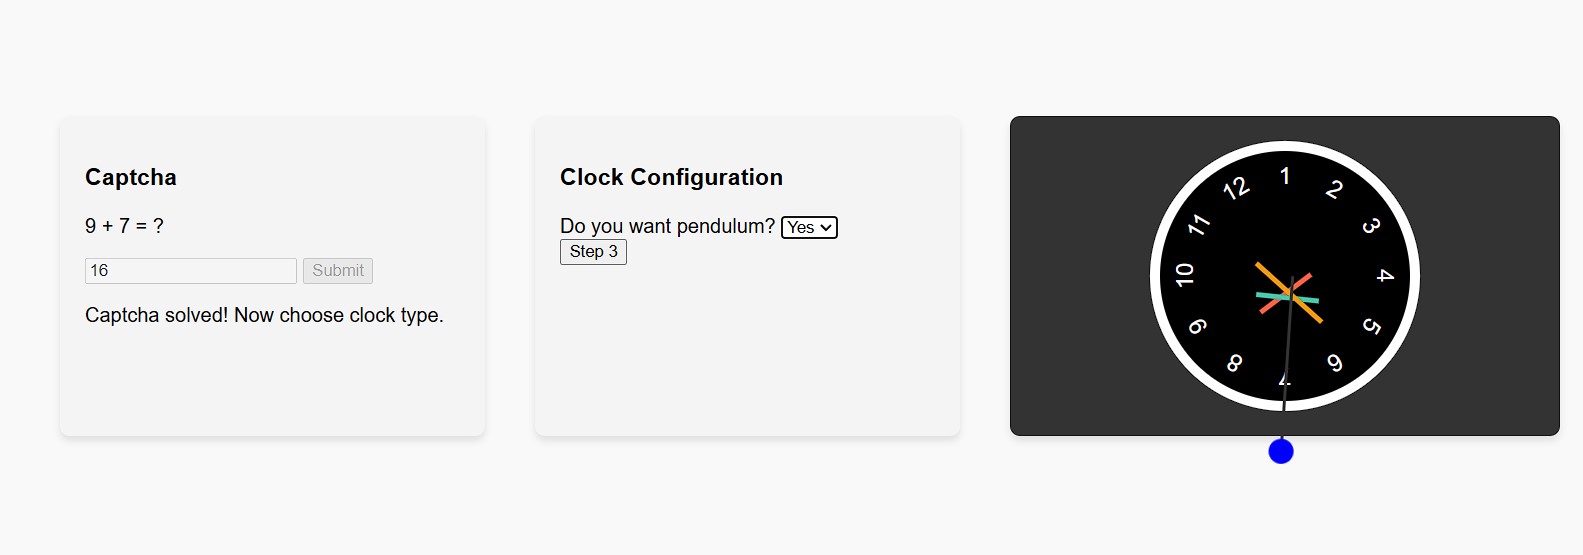 Captcha
9 + 7 = ?
16 Submit
Captcha solved! Now choose clock type.
Clock Configuration
Do you want pendulum? Yes
Step 3
1
2
3
4
5
6
7
8
9
10
11
12